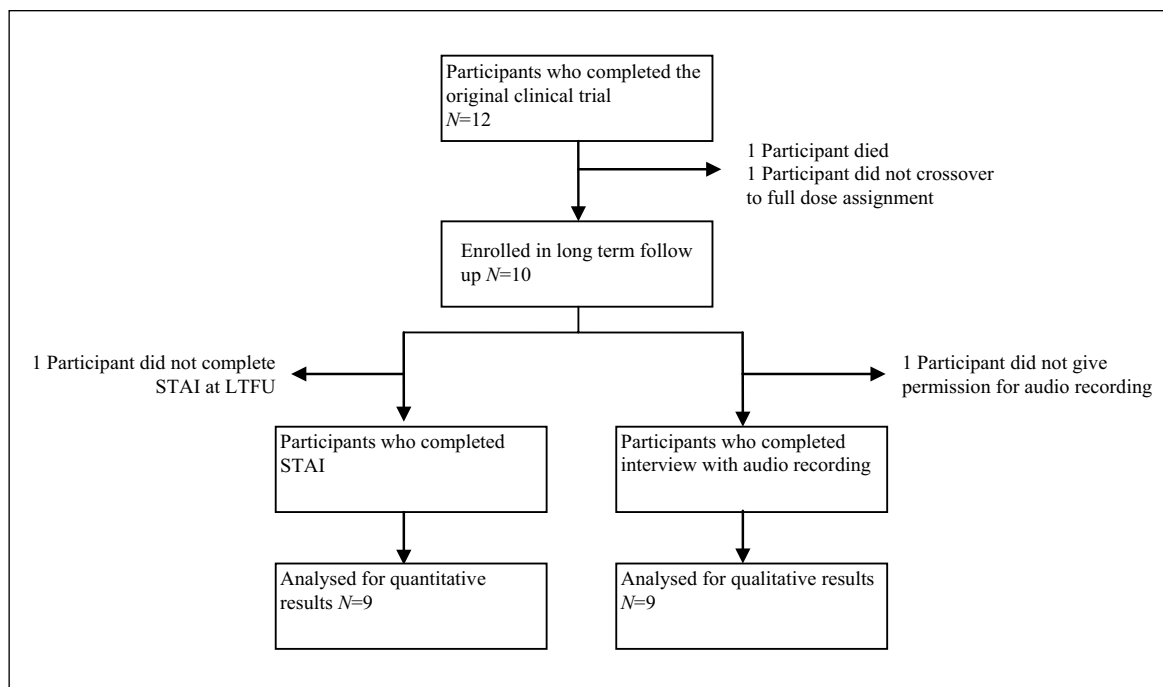 Participants who completed the
original clinical trial
N=12
1 Participant died
1 Participant did not crossover
to full dose assignment
Enrolled in long term follow
up N=10
1 Participant did not complete
STAI at LTFU
1 Participant did not give
permission for audio recording
Participants who completed
STAI
Participants who completed
interview with audio recording
Analysed for quantitative
results N=9
Analysed for qualitative results
N=9